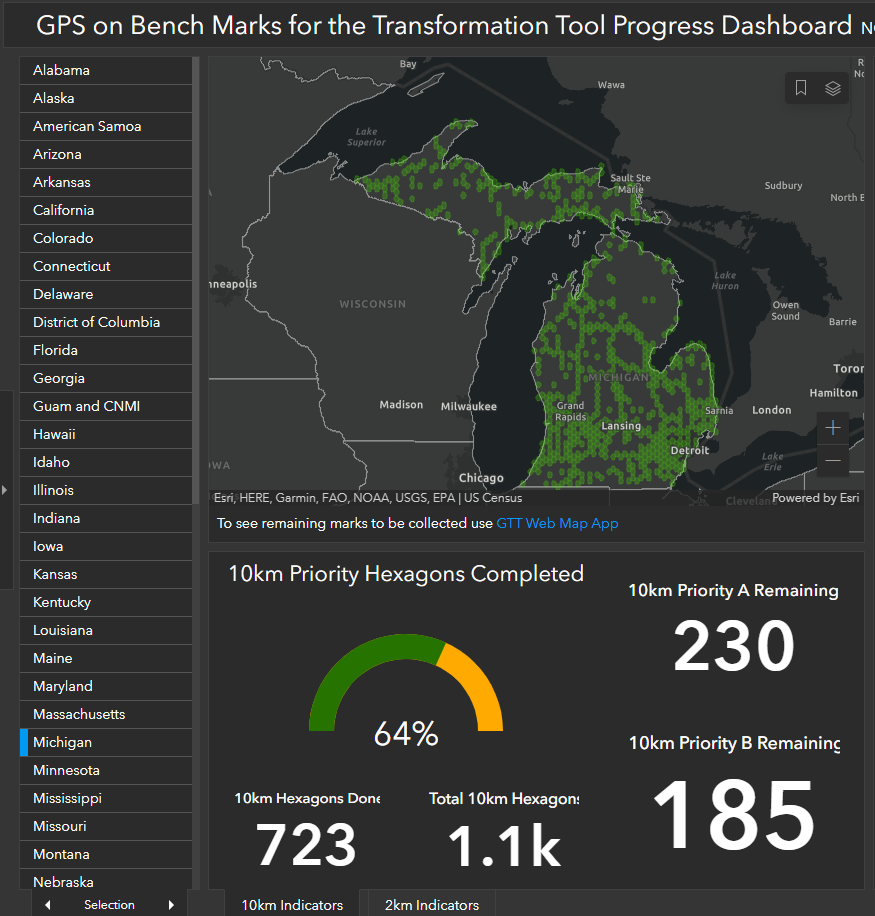 GPS on Bench Marks for the Transformation Tool Progress Dashboard
Alabama
Alaska
American Samoa
Arizona
Arkansas
California
Colorado
Connecticut
Delaware
District of Columbia
Florida
Georgia
Guam and CNMI
Hawaii
Idaho
Illinois
Indiana
Iowa
Kansas
Kentucky
Louisiana
Maine
Maryland
Massachusetts
Michigan
Minnesota
Mississippi
Missouri
Montana
Nebraska
Selection
Bay
Wawa
Lake
Superior
Sault Ste
Marie
Sudbury
North B
nneapolis
WISCONSIN
Lake
Huron
Owen
Sound
Barrie
MICHIGAN
Toron
Hamilton
Madison
Milwaukee
Grand
Rapids
Lansing
Sarnia
London
Detroit
OWA
Chicago
Lake
Erie
Cleveland
Esri, HERE, Garmin, FAO, NOAA, USGS, EPA | US Census
Powered by Esri
To see remaining marks to be collected use GTT Web Map App
10km Priority Hexagons Completed
64%
10km Hexagons Done
723
Total 10km Hexagons
1.1k
10km Priority A Remaining
230
10km Priority B Remaining
185
10km Indicators
2km Indicators